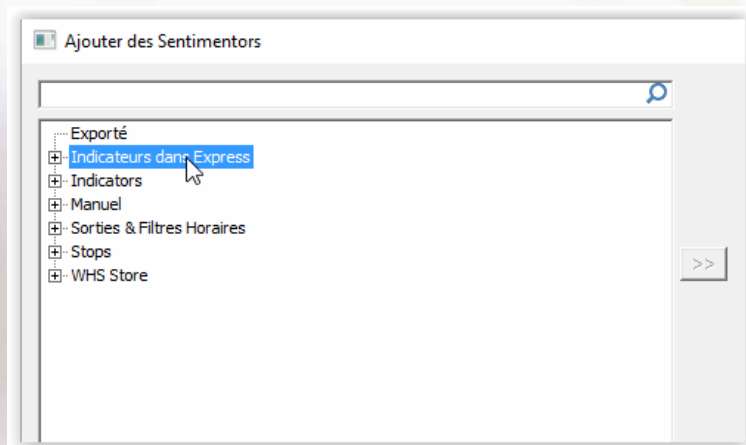 Ajouter des Sentimentors
Exporté
Indicateurs dans Express
Indicators
Manuel
Sorties & Filtres Horaires
Stops
WHS Store
>>